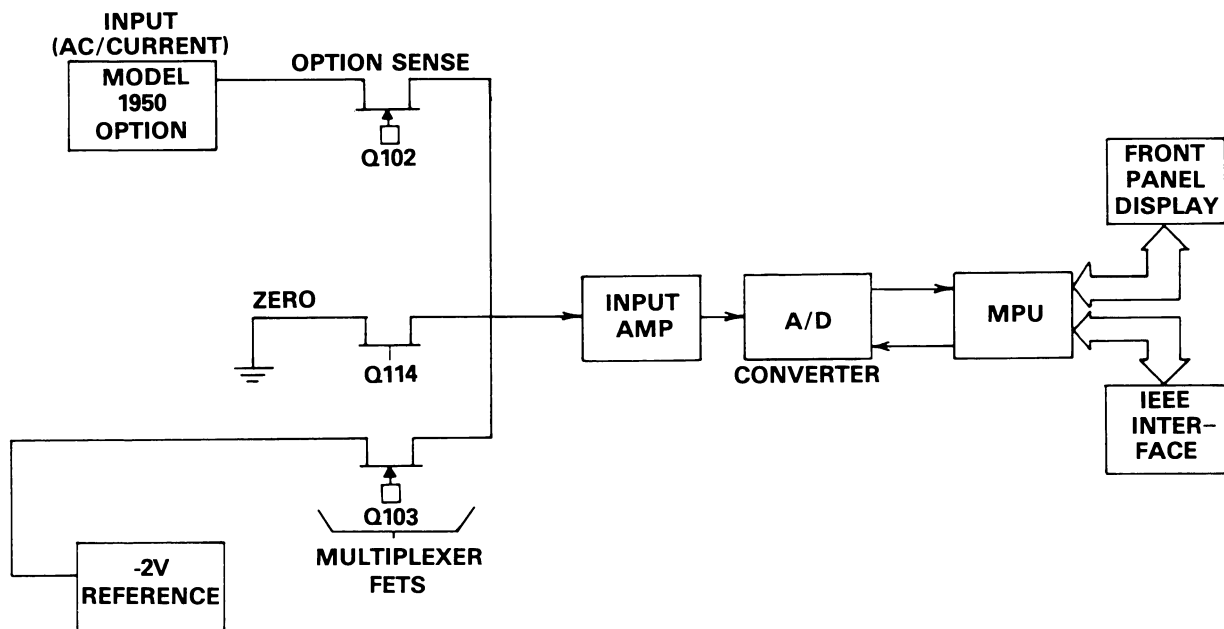 INPUT
(AC/CURRENT)
MODEL
1950
OPTION
OPTION SENSE
Q102
ZERO
Q114
Q103
MULTIPLEXER
FETS
-2V
REFERENCE
INPUT
AMP
A/D
CONVERTER
MPU
FRONT
PANEL
DISPLAY
IEEE
INTER–
FACE